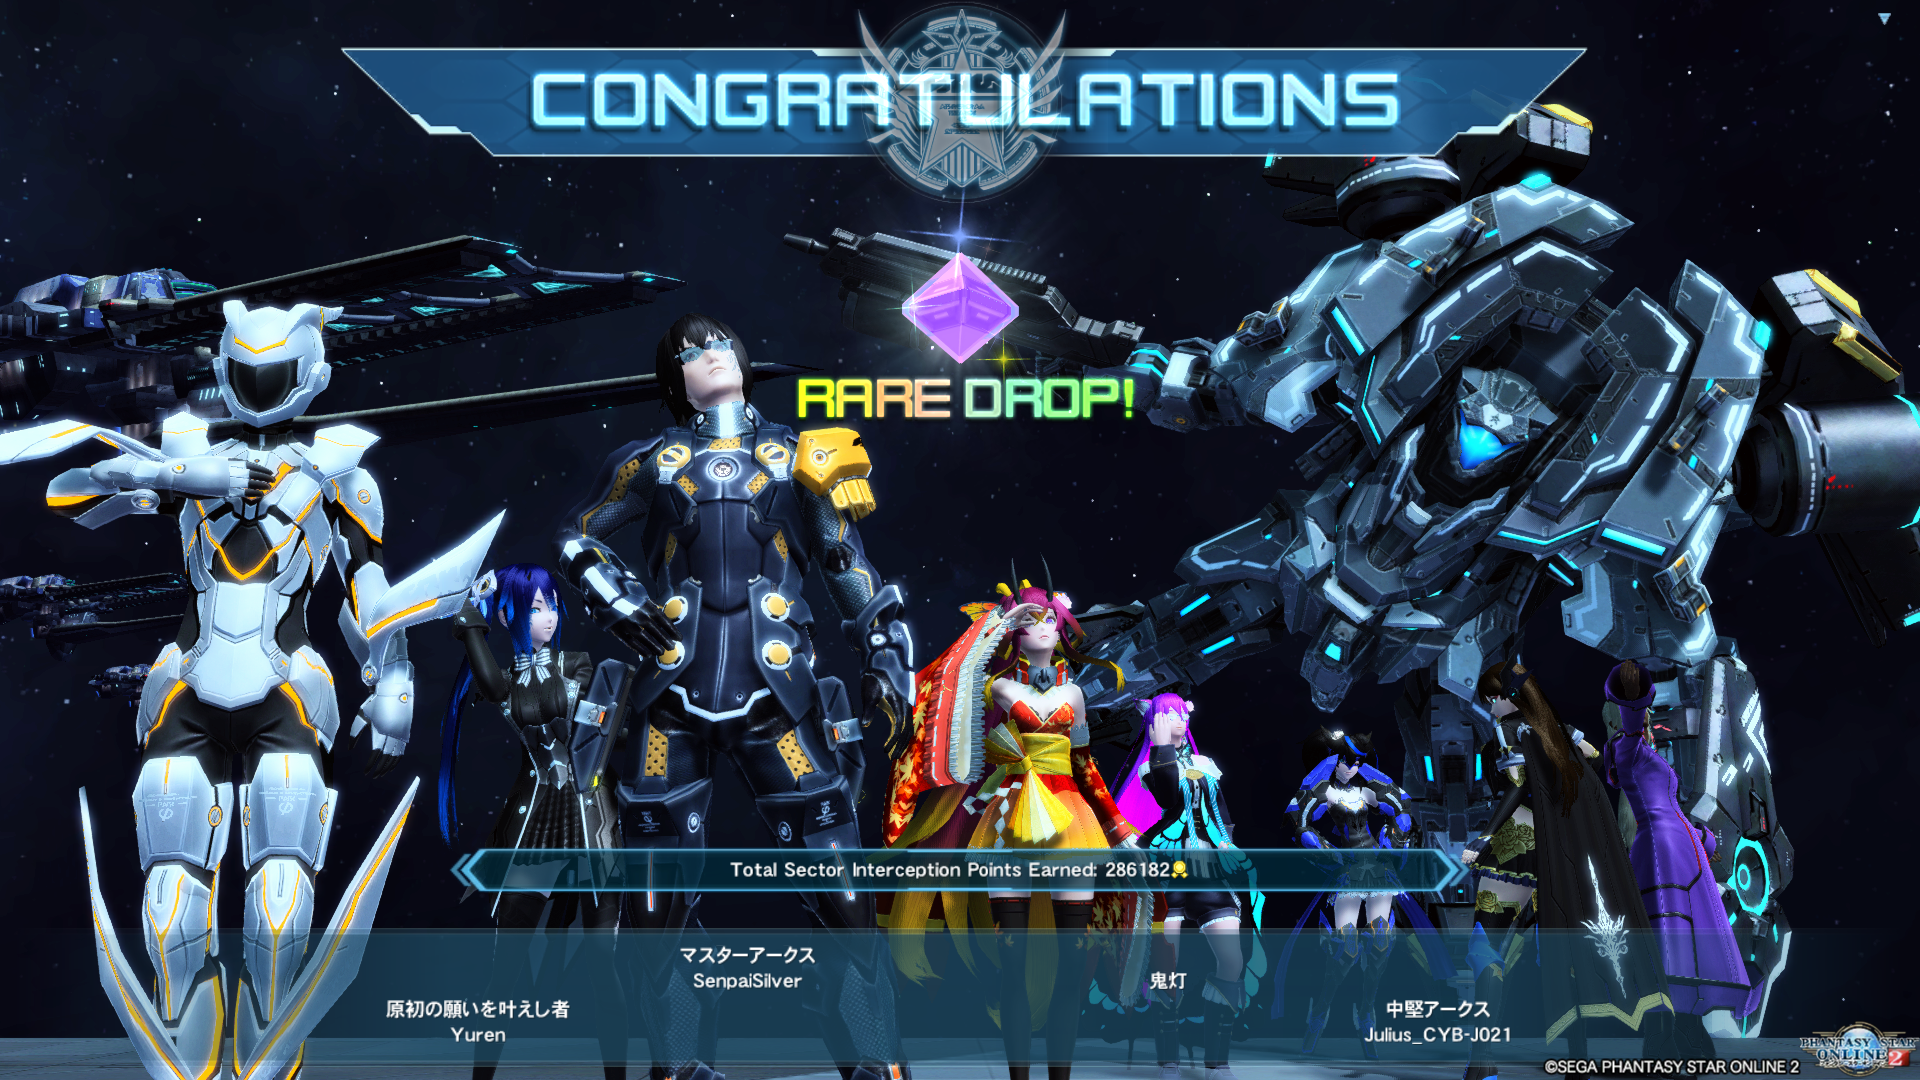 CONGRATULATIONS
RARE DROP!
Total Sector Interception Points Earned: 286182
マスターアークス
SenpaiSilver
鬼灯
原初の願いを叶えし者
Yuren
中堅アークス
Julius_CYB-J021
PHANTASY STAR
ONLINE 2
©SEGA PHANTASY STAR ONLINE 2